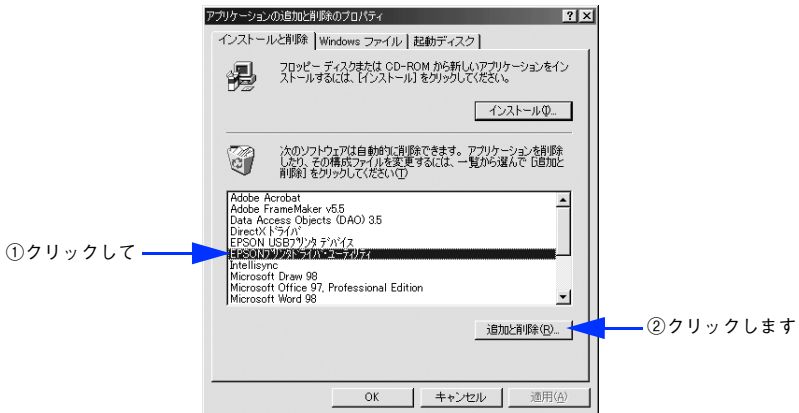 アプリケーションの追加と削除のプロパティ
インストールと削除 Windows ファイル 起動ディスク
フロッピー ディスクまたは CD-ROM から新しいアプリケーションをイン
ストールするには、[インストール] をクリックしてください。
インストール(I)...
次のソフトウェアは自動的に削除できます。アプリケーションを削除
したり、その構成ファイルを変更するには、一覧から選んで [追加と
削除] をクリックしてください(T)
Adobe Acrobat
Adobe FrameMaker v5.5
Data Access Objects (DAO) 3.5
DirectX ドライバ
EPSON USBプリンタ デバイス
①クリックして
EPSONプリンタドライバ・ユーティリティ
Intellisync
Microsoft Draw 98
Microsoft Office 97, Professional Edition
Microsoft Word 98
追加と削除(R)...
②クリックします
OK キャンセル 適用(A)